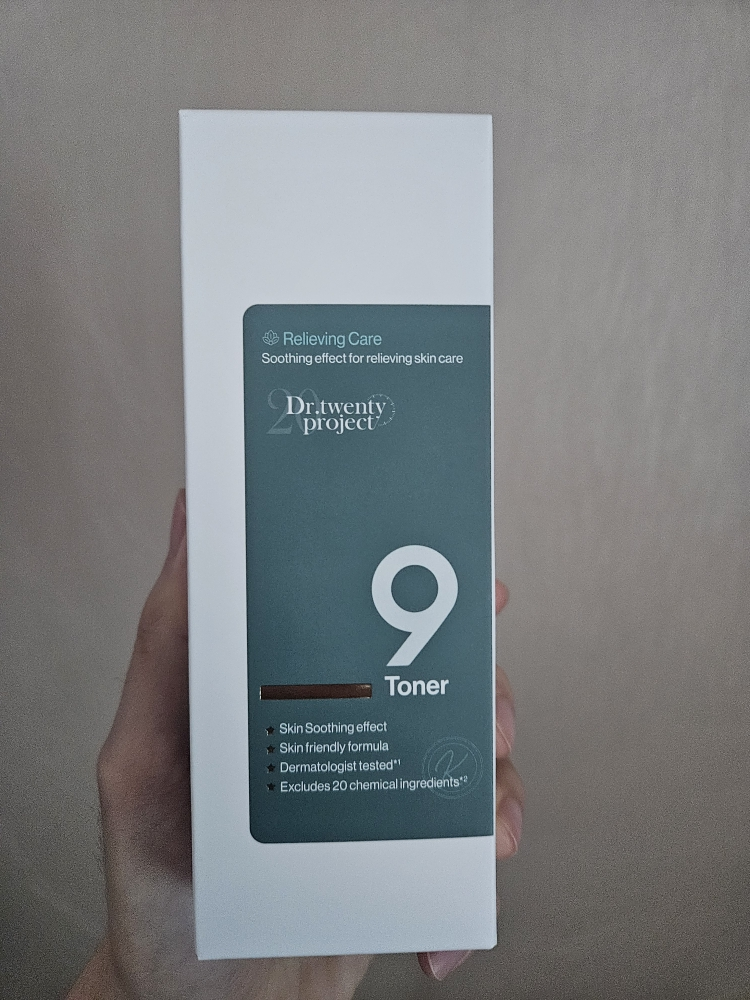 Relieving Care
Soothing effect for relieving skin care
20
Dr.twenty
project
9
Toner
Skin Soothing effect
Skin friendly formula
Dermatologist tested*1
Excludes 20 chemical ingredients*2
K